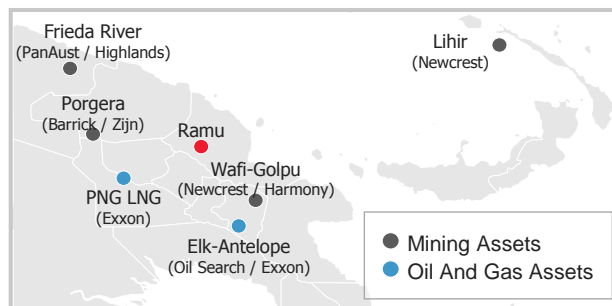 Frieda River
(PanAust / Highlands)
Lihir
(Newcrest)
Porgera
(Barrick / Zijn)
Ramu
Wafi-Golpu
(Newcrest / Harmony)
PNG LNG
(Exxon)
Elk-Antelope
(Oil Search / Exxon)
Mining Assets
Oil And Gas Assets